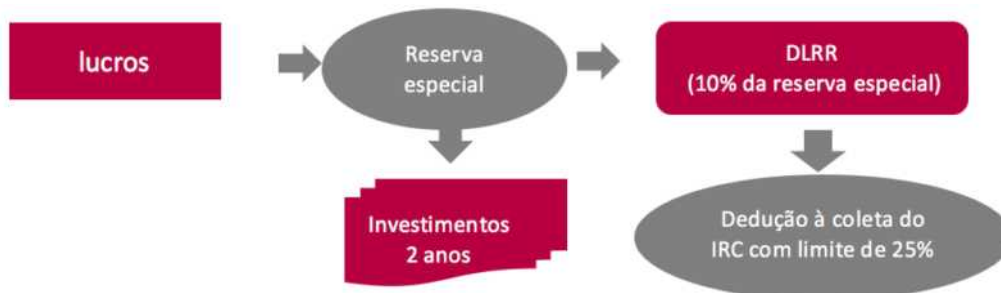 lucros
Reserva
especial
DLRR
(10% da reserva especial)
Investimentos
2 anos
Dedução à coleta do
IRC com limite de 25%